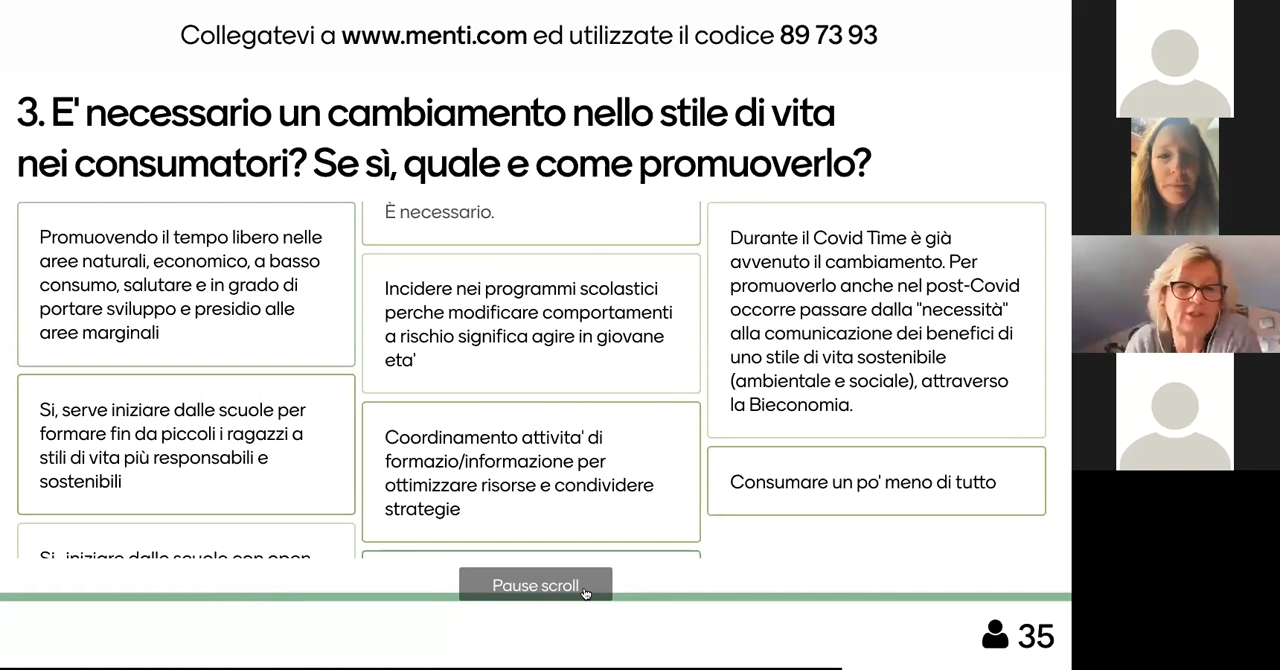 Collegatevi a www.menti.com ed utilizzate il codice 89 73 93
3. E' necessario un cambiamento nello stile di vita
nei consumatori? Se sì, quale e come promuoverlo?
Promuovendo il tempo libero nelle
aree naturali, economico, a basso
consumo, salutare e in grado di
portare sviluppo e presidio alle
aree marginali
Si, serve iniziare dalle scuole per
formare fin da piccoli i ragazzi a
stili di vita più responsabili e
sostenibili
Si, iniziare dalle scuole con open
È necessario.
Incidere nei programmi scolastici
perche modificare comportamenti
a rischio significa agire in giovane
eta'
Coordinamento attivita' di
formazio/informazione per
ottimizzare risorse e condividere
strategie
Durante il Covid Time è già
avvenuto il cambiamento. Per
promuoverlo anche nel post-Covid
occorre passare dalla "necessità"
alla comunicazione dei benefici di
uno stile di vita sostenibile
(ambientale e sociale), attraverso
la Bieconomia.
Consumare un po' meno di tutto
Pause scroll
35